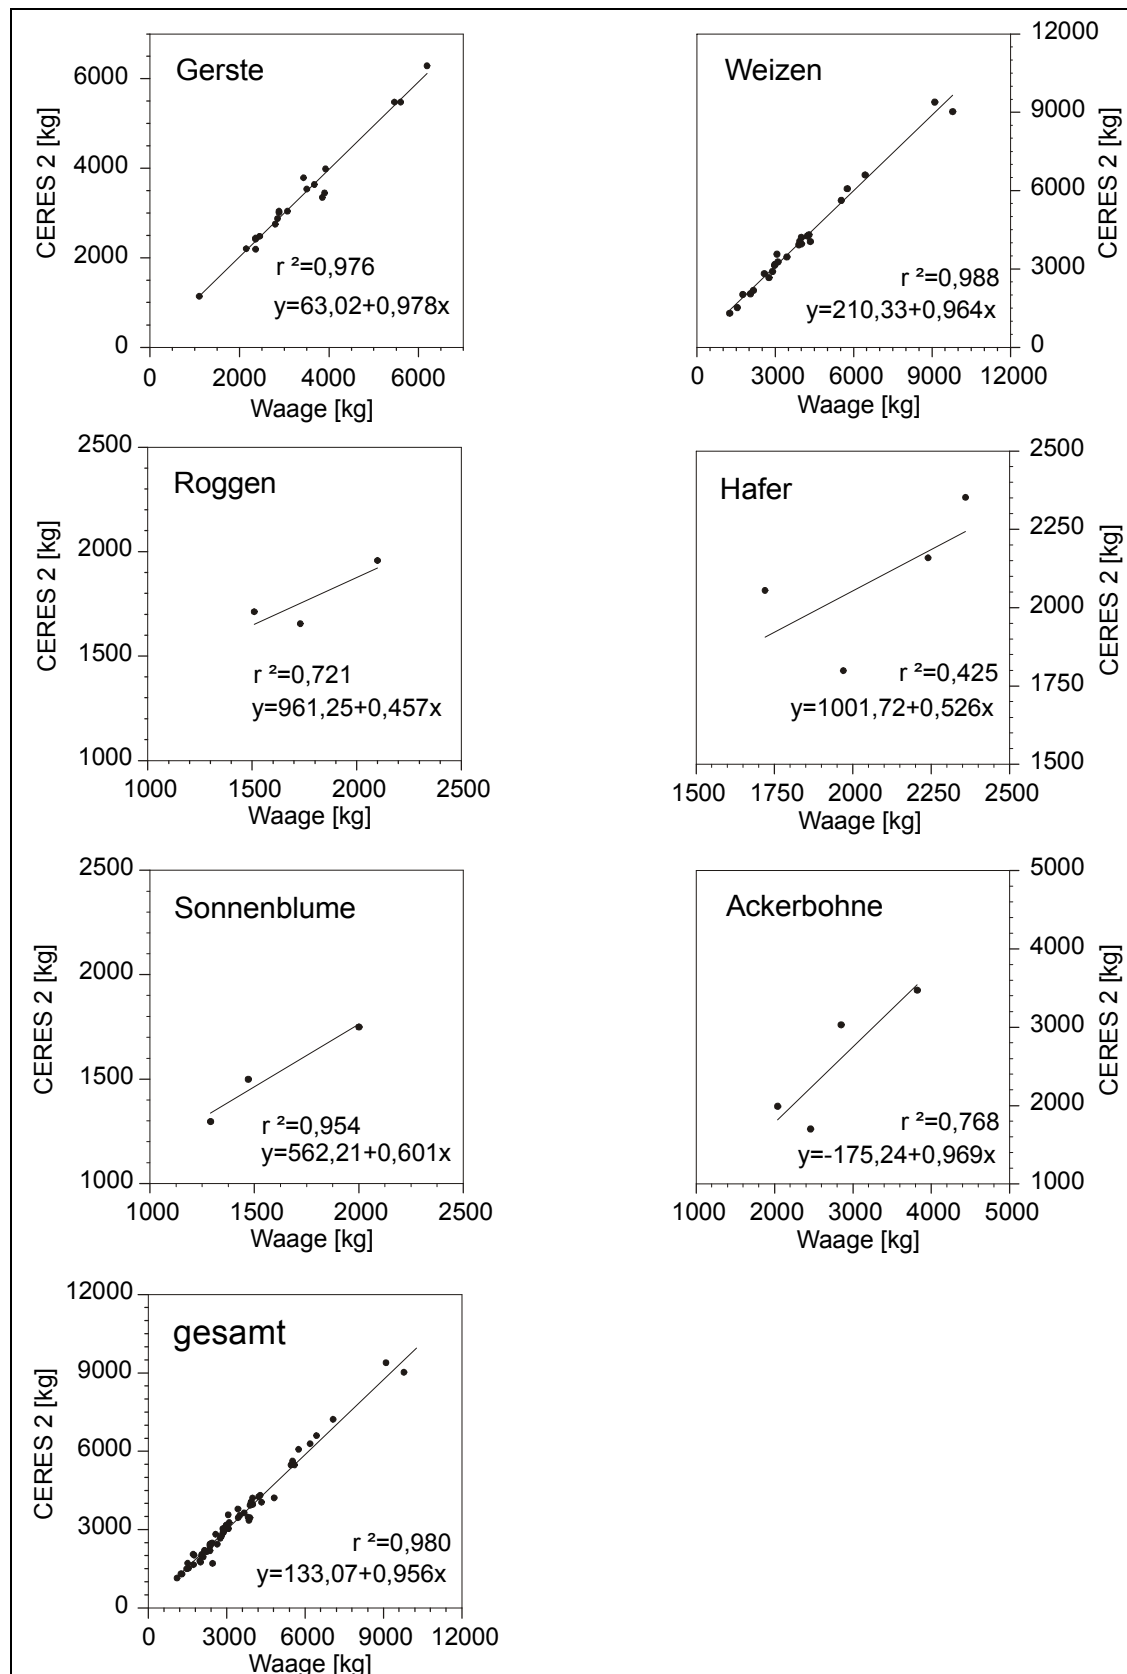 Gerste
CERES 2 [kg]
6000
4000
2000
0
r ²=0,976
y=63,02+0,978x
0 2000 4000 6000
Waage [kg]
Weizen
12000
9000
6000
3000
0
CERES 2 [kg]
r ²=0,988
y=210,33+0,964x
0 3000 6000 9000 12000
Waage [kg]
Roggen
CERES 2 [kg]
2500
2000
1500
1000
r ²=0,721
y=961,25+0,457x
1000 1500 2000 2500
Waage [kg]
Hafer
2500
2250
2000
1750
1500
CERES 2 [kg]
r ²=0,425
y=1001,72+0,526x
1500 1750 2000 2250 2500
Waage [kg]
Sonnenblume
CERES 2 [kg]
2500
2000
1500
1000
r ²=0,954
y=562,21+0,601x
1000 1500 2000 2500
Waage [kg]
Ackerbohne
5000
4000
3000
2000
1000
CERES 2 [kg]
r ²=0,768
y=-175,24+0,969x
1000 2000 3000 4000 5000
Waage [kg]
gesamt
CERES 2 [kg]
12000
9000
6000
3000
0
r ²=0,980
y=133,07+0,956x
0 3000 6000 9000 12000
Waage [kg]